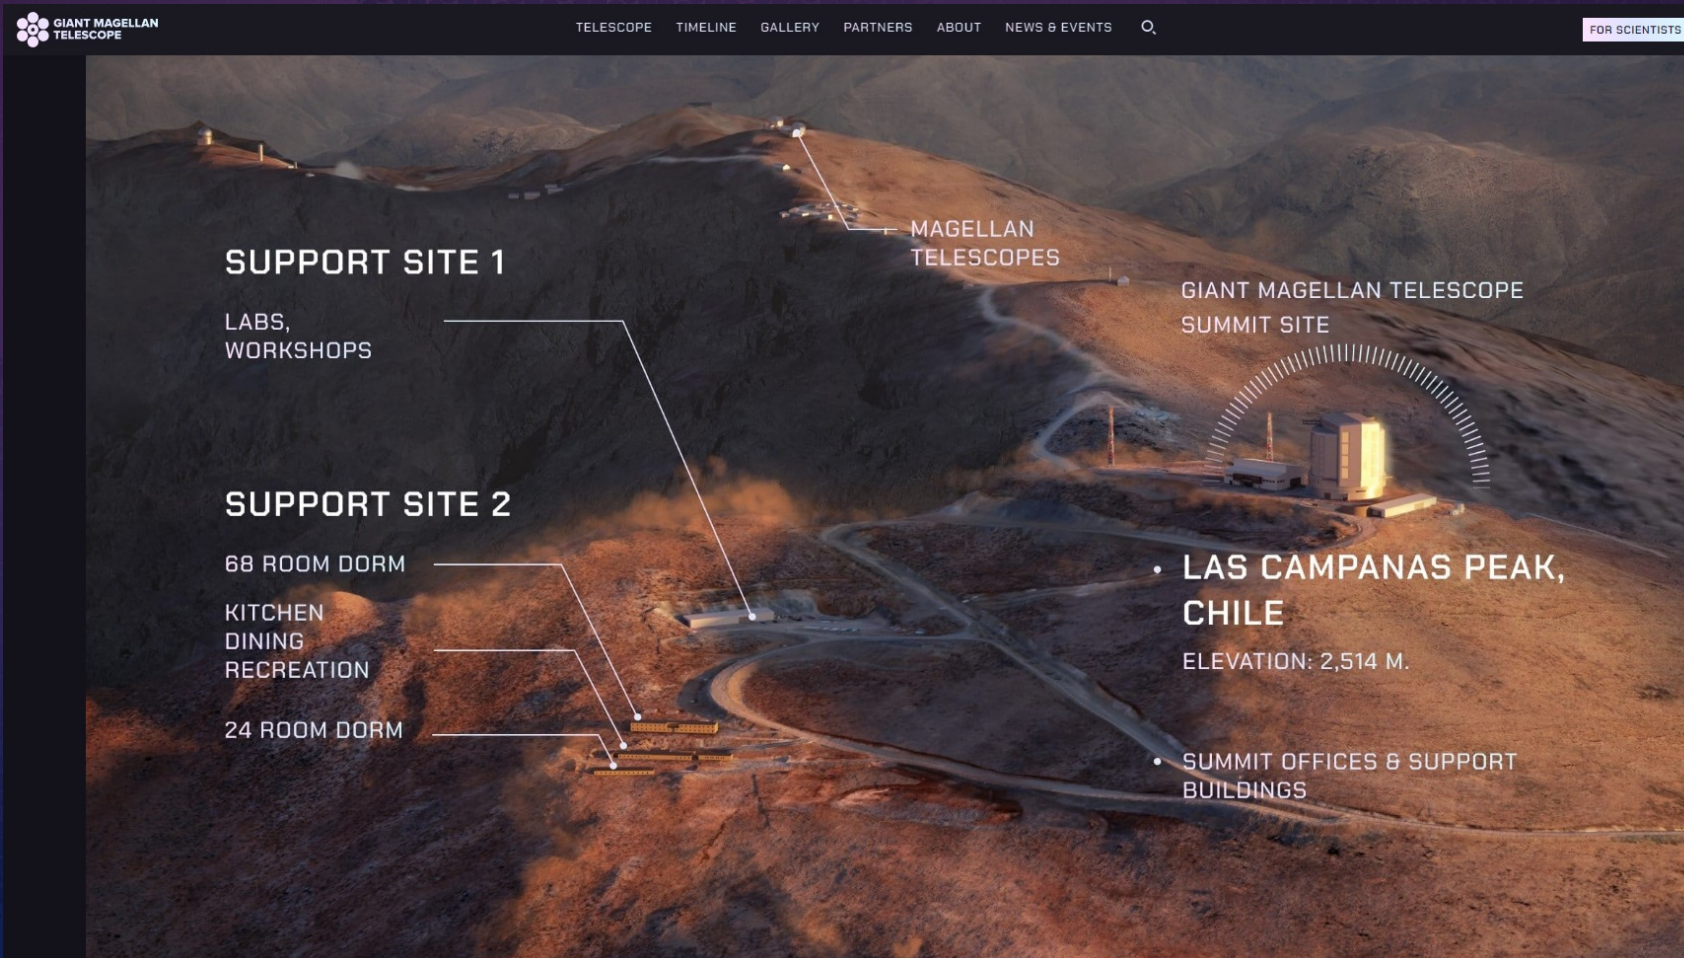 GIANT MAGELLAN
TELESCOPE
TELESCOPE
TIMELINE
GALLERY
PARTNERS
ABOUT
NEWS & EVENTS
FOR SCIENTISTS
SUPPORT SITE 1
LABS,
WORKSHOPS
MAGELLAN
TELESCOPES
GIANT MAGELLAN TELESCOPE
SUMMIT SITE
SUPPORT SITE 2
68 ROOM DORM
KITCHEN
DINING
RECREATION
24 ROOM DORM
LAS CAMPANAS PEAK,
CHILE
ELEVATION: 2,514 M.
SUMMIT OFFICES & SUPPORT
BUILDINGS